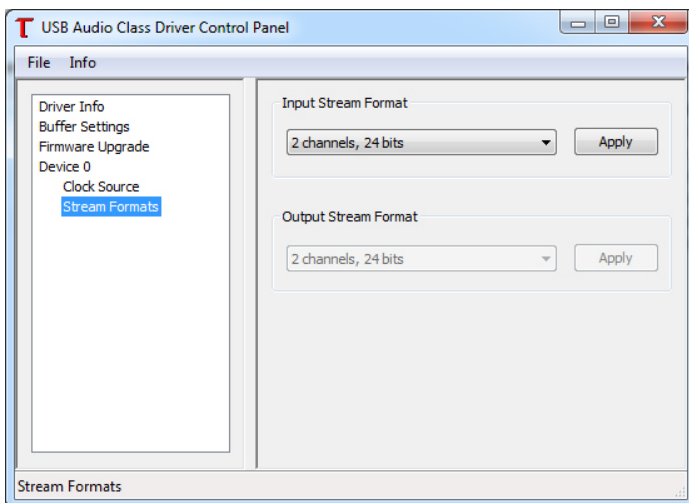 USB Audio Class Driver Control Panel
File Info
Driver Info
Buffer Settings
Firmware Upgrade
Device 0
Clock Source
Stream Formats
Input Stream Format
2 channels, 24 bits
Apply
Output Stream Format
2 channels, 24 bits
Apply
Stream Formats